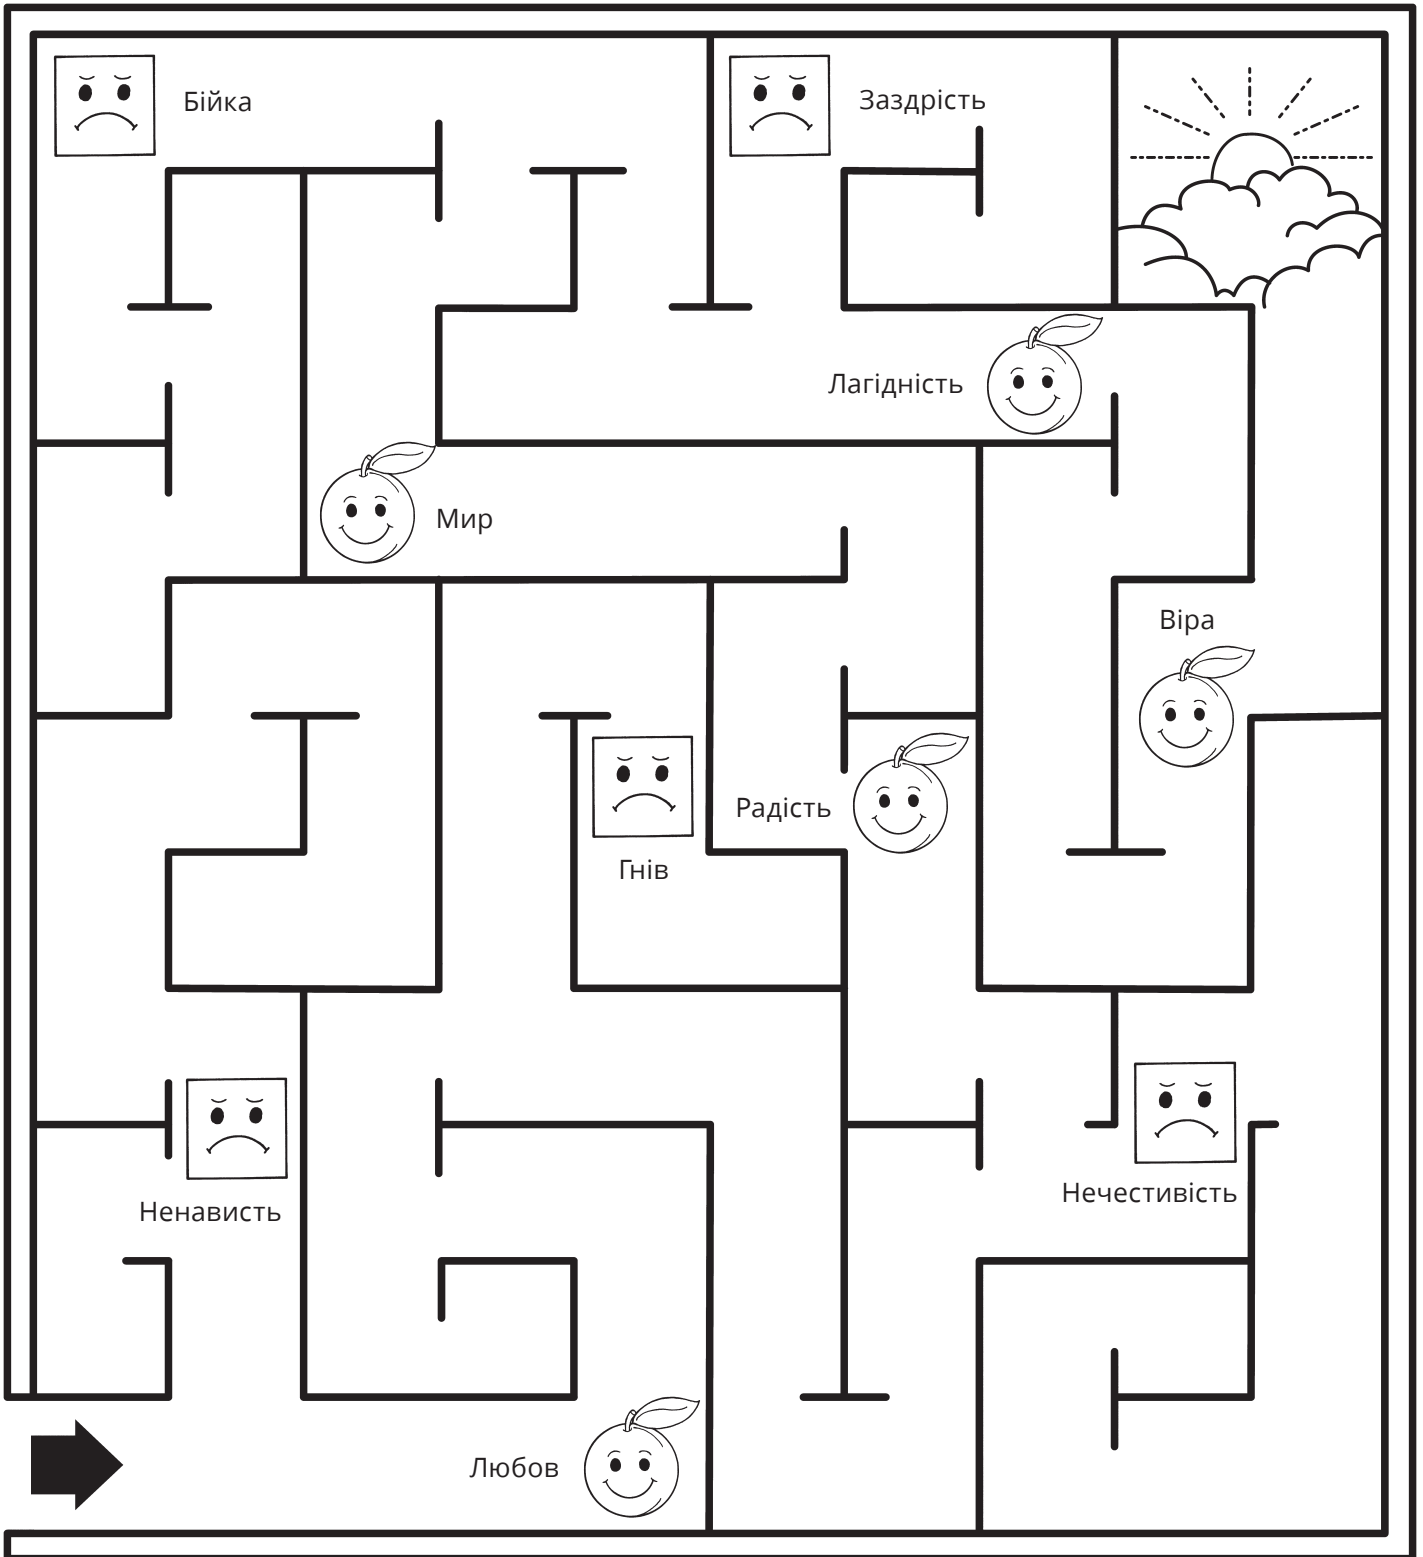 Бійка
Заздрість
Лагідність
Мир
Віра
Радість
Гнів
Нечестивість
Ненависть
Любов